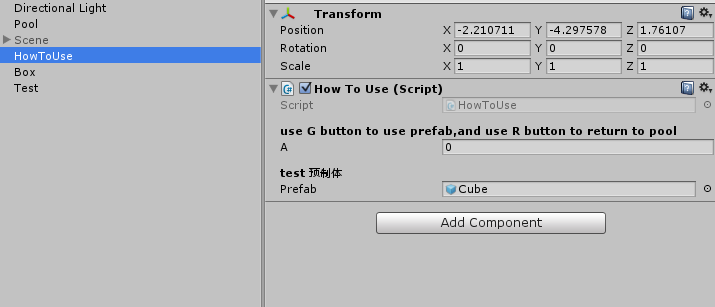 Directional Light
Pool
Scene
HowToUse
Box
Test
Transform
Position X -2.210711 Y -4.297578 Z 1.76107
Rotation X 0 Y 0 Z 0
Scale X 1 Y 1 Z 1
How To Use (Script)
Script HowToUse
use G button to use prefab,and use R button to return to pool
A 0
test 预制体
Prefab Cube
Add Component